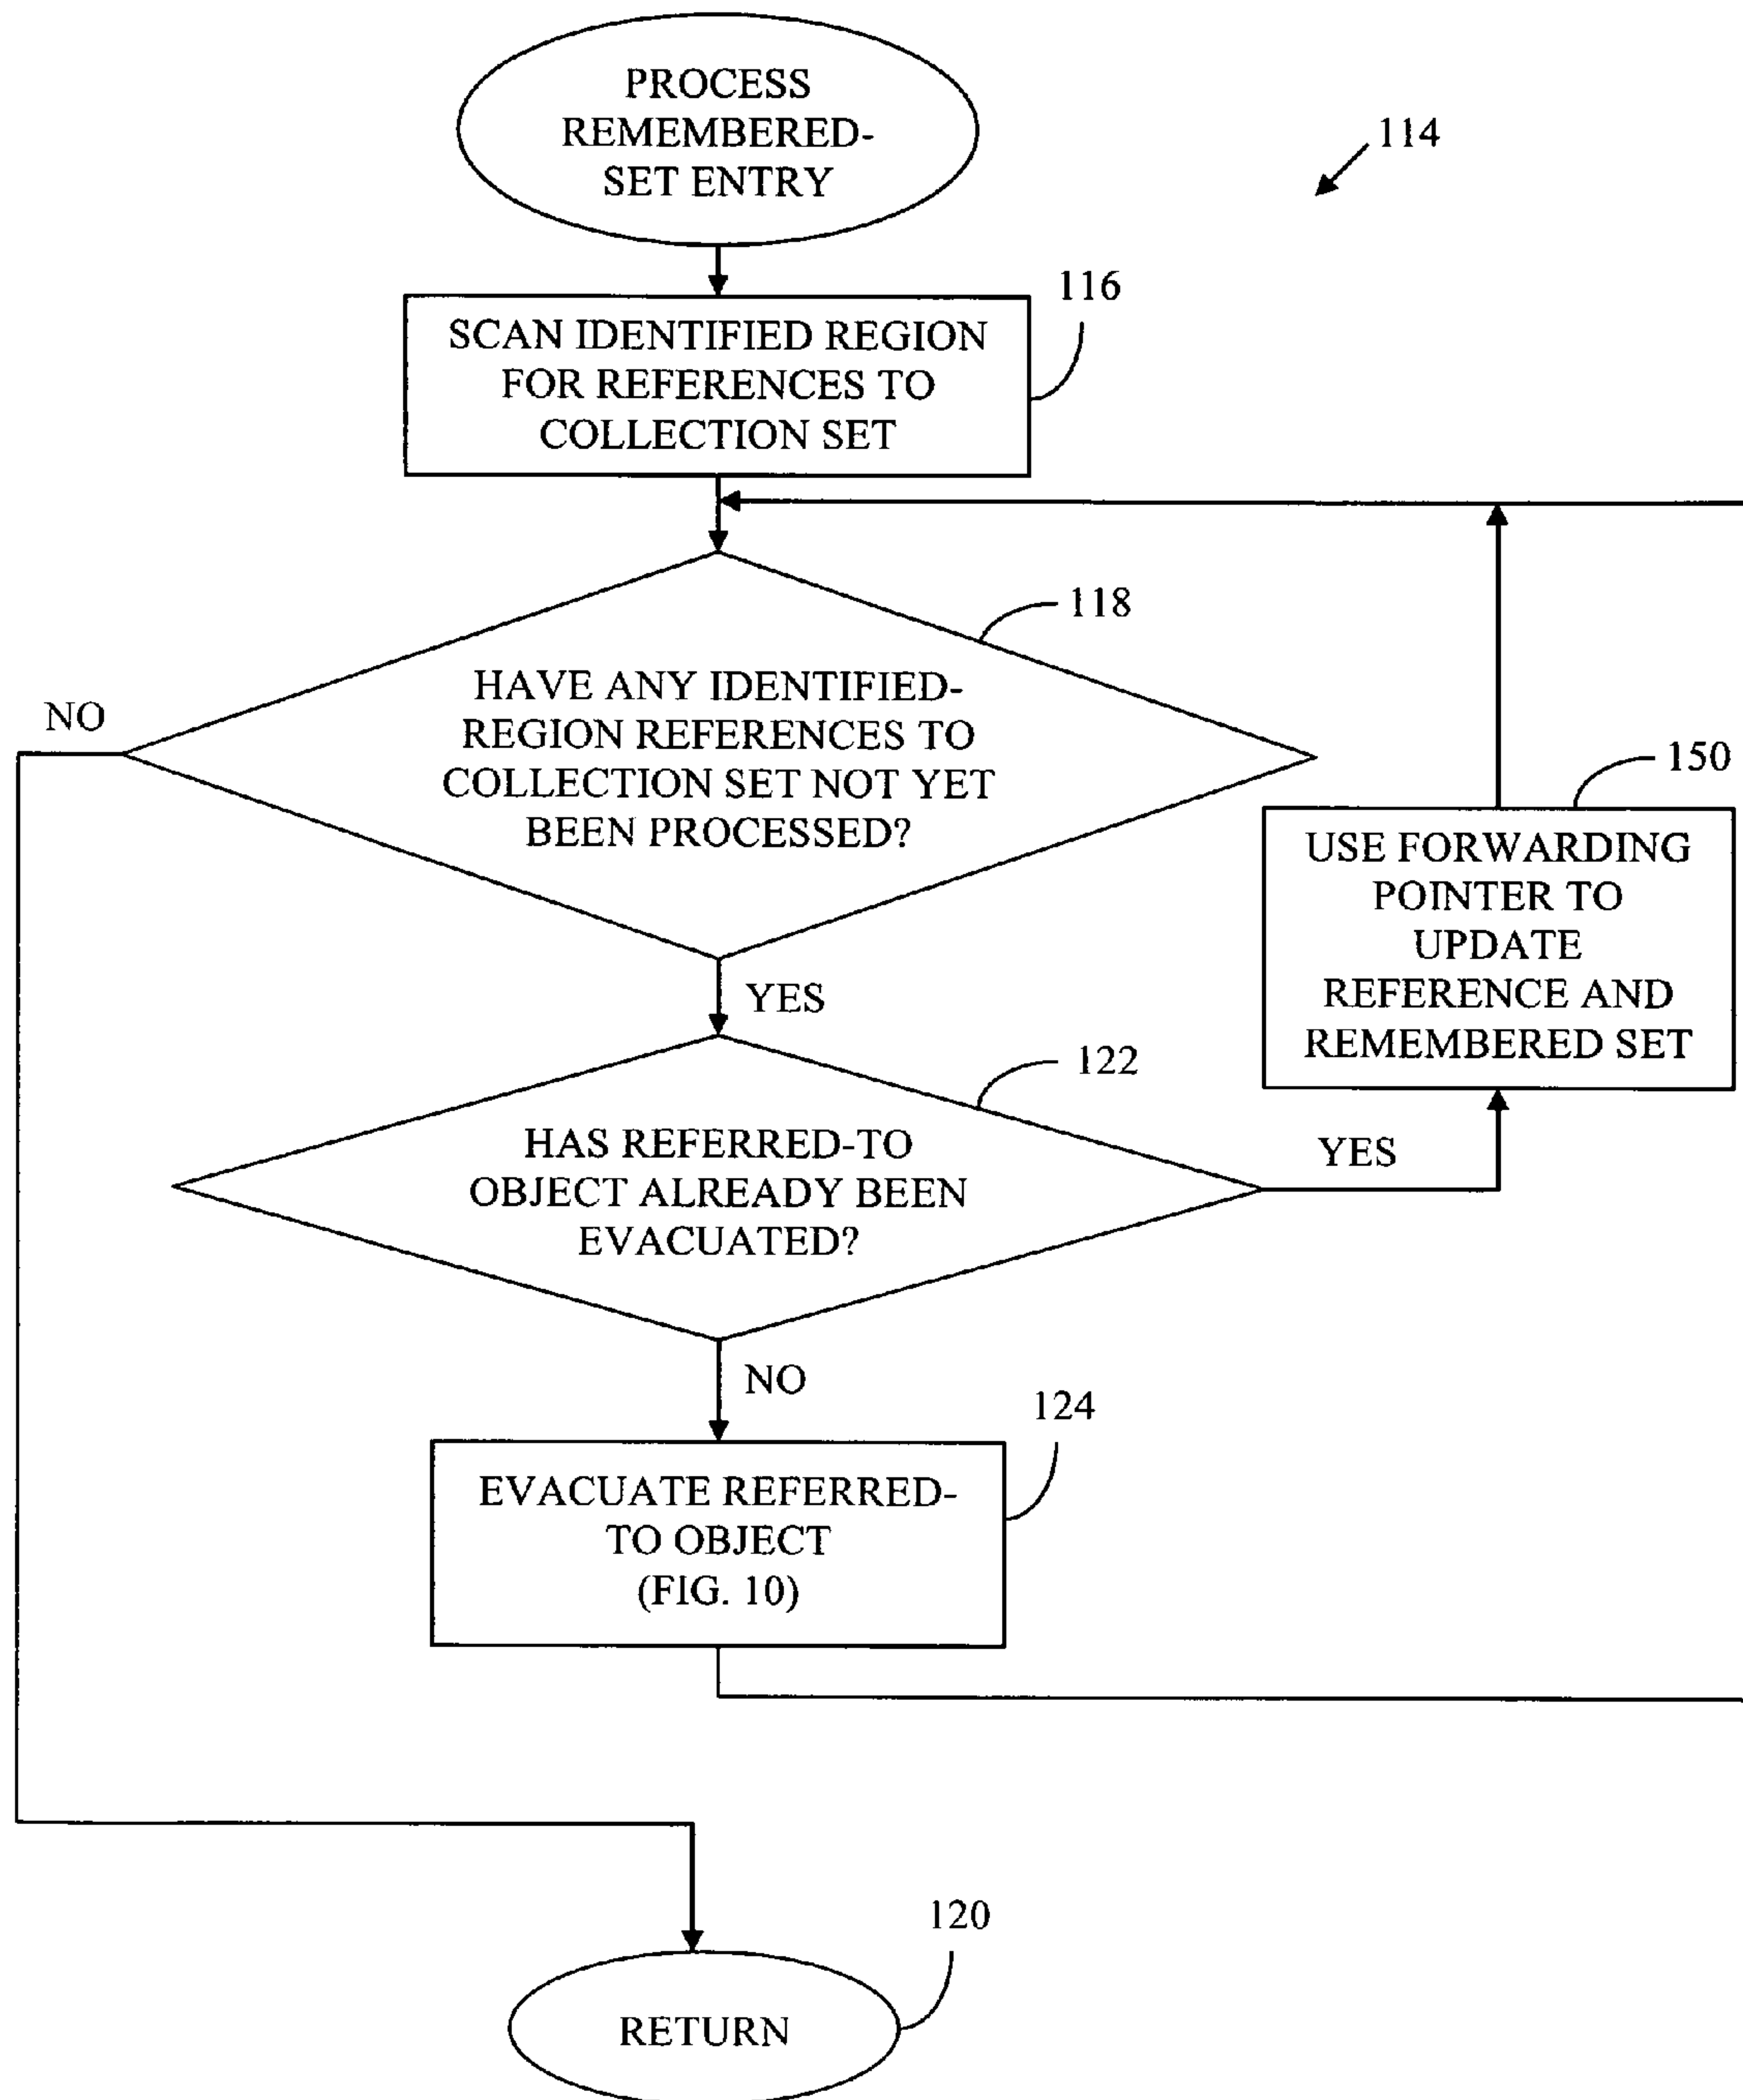 PROCESS
REMEMBERED-
SET ENTRY
114
116
SCAN IDENTIFIED REGION
FOR REFERENCES TO
COLLECTION SET
118
HAVE ANY IDENTIFIED-
REGION REFERENCES TO
COLLECTION SET NOT YET
BEEN PROCESSED?
NO
YES
150
USE FORWARDING
POINTER TO
UPDATE
REFERENCE AND
REMEMBERED SET
122
HAS REFERRED-TO
OBJECT ALREADY BEEN
EVACUATED?
YES
NO
124
EVACUATE REFERRED-
TO OBJECT
(FIG. 10)
120
RETURN